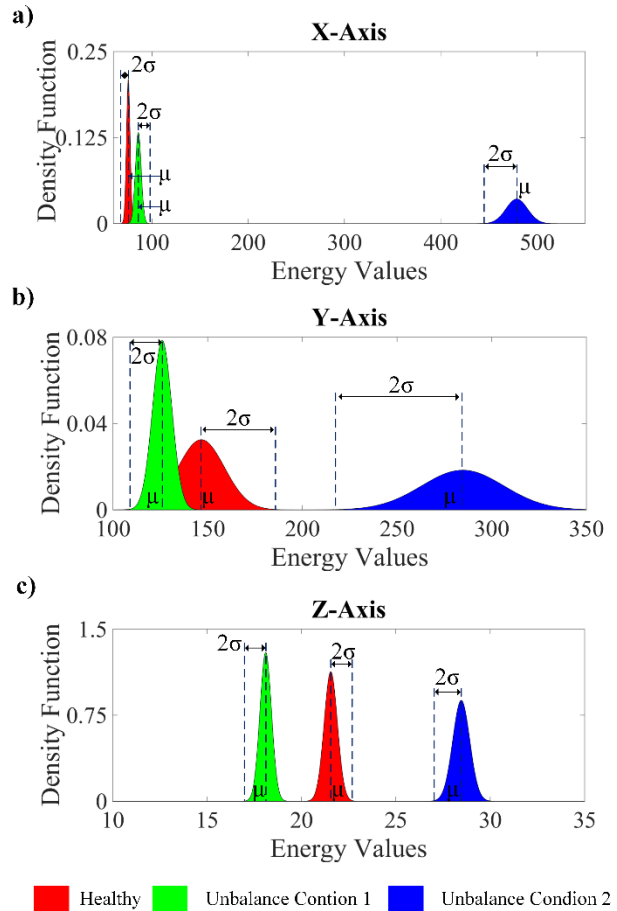 a)
X-Axis
Density Function
0.25
0.125
0
2σ
2σ
μ
μ
2σ
μ
100
200
300
400
500
Energy Values
b)
Y-Axis
Density Function
0.08
0.04
0
2σ
2σ
2σ
μ
μ
μ
100
150
200
250
300
350
Energy Values
c)
Z-Axis
Density Function
1.5
0.75
0
2σ
2σ
2σ
μ
μ
μ
10
15
20
25
30
35
Energy Values
Healthy
Unbalance Contion 1
Unbalance Condion 2